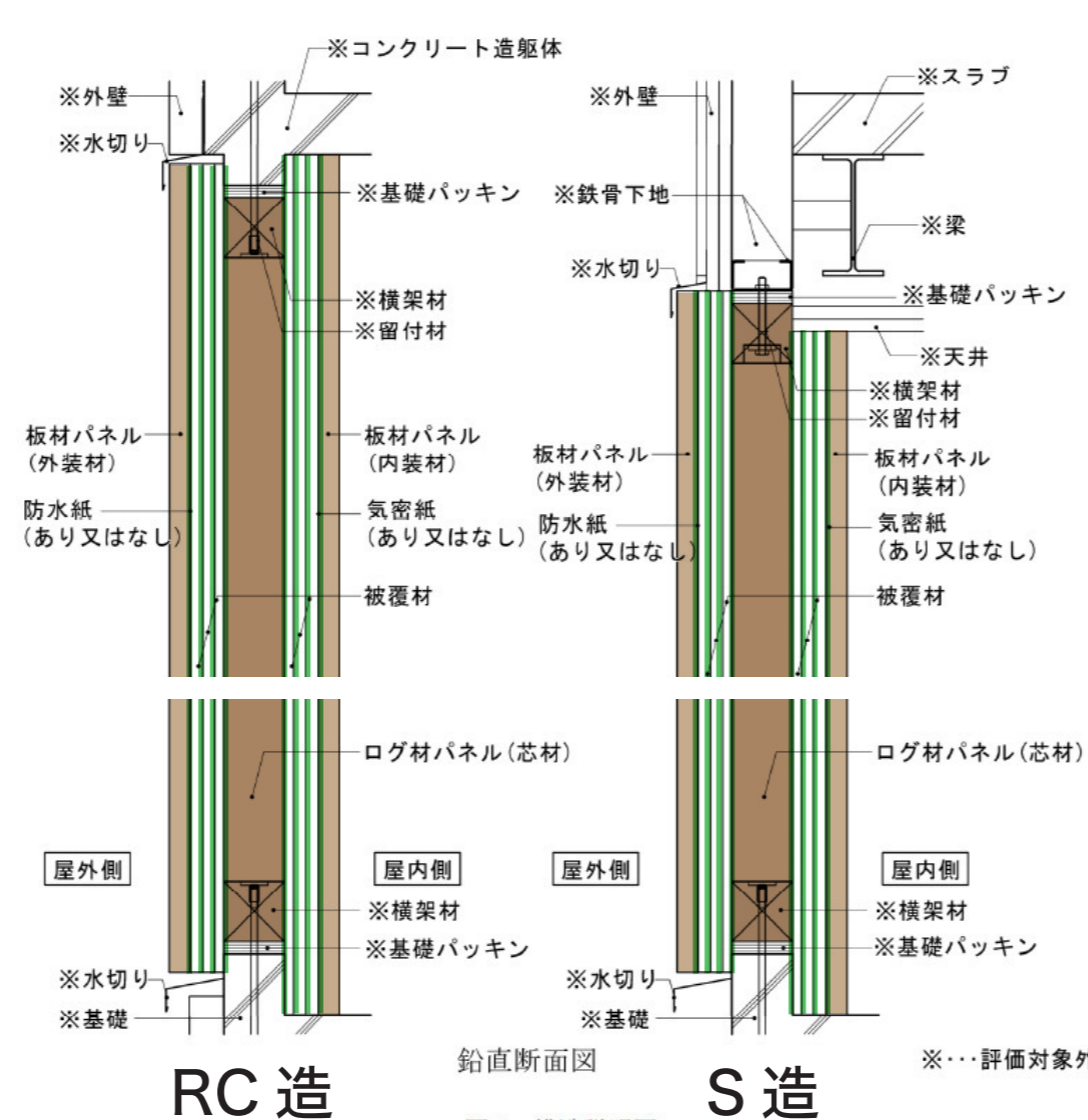 ※コンクリート造躯体
※外壁
※水切り
※基礎パッキン
※横架材
※留付材
板材パネル
(外装材)
板材パネル
(内装材)
防水紙
(あり又はなし)
気密紙
(あり又はなし)
被覆材
ログ材パネル(芯材)
屋外側
屋内側
※横架材
※基礎パッキン
※水切り
※基礎
RC造
※スラブ
※外壁
※鉄骨下地
※梁
※水切り
※基礎パッキン
※天井
※横架材
※留付材
板材パネル
(外装材)
板材パネル
(内装材)
防水紙
(あり又はなし)
気密紙
(あり又はなし)
被覆材
ログ材パネル(芯材)
屋外側
屋内側
※横架材
※基礎パッキン
※水切り
※基礎
S造
鉛直断面図
※･･･評価対象外